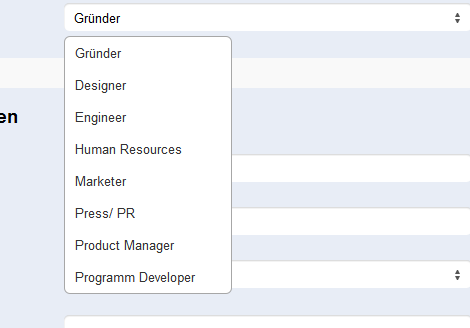 Gründer
Gründer
Designer
Engineer
en
Human Resources
Marketer
Press/ PR
Product Manager
Programm Developer